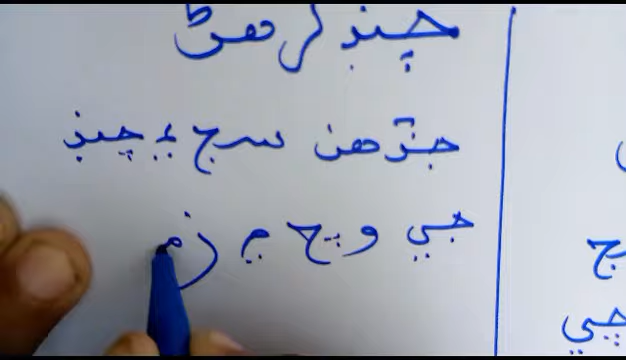 چنڊ گرهڻ
جڏهن سج ۽ چنڊ
جي وچ ۾ زم